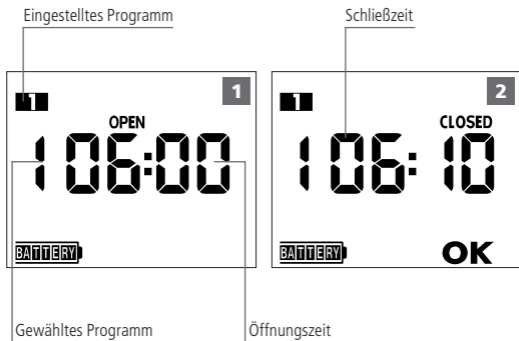 Eingestelltes Programm
Schließzeit
1
1
OPEN
1 06:00
BATTERY
1
2
CLOSED
1 06:10
BATTERY
OK
Gewähltes Programm
Öffnungszeit